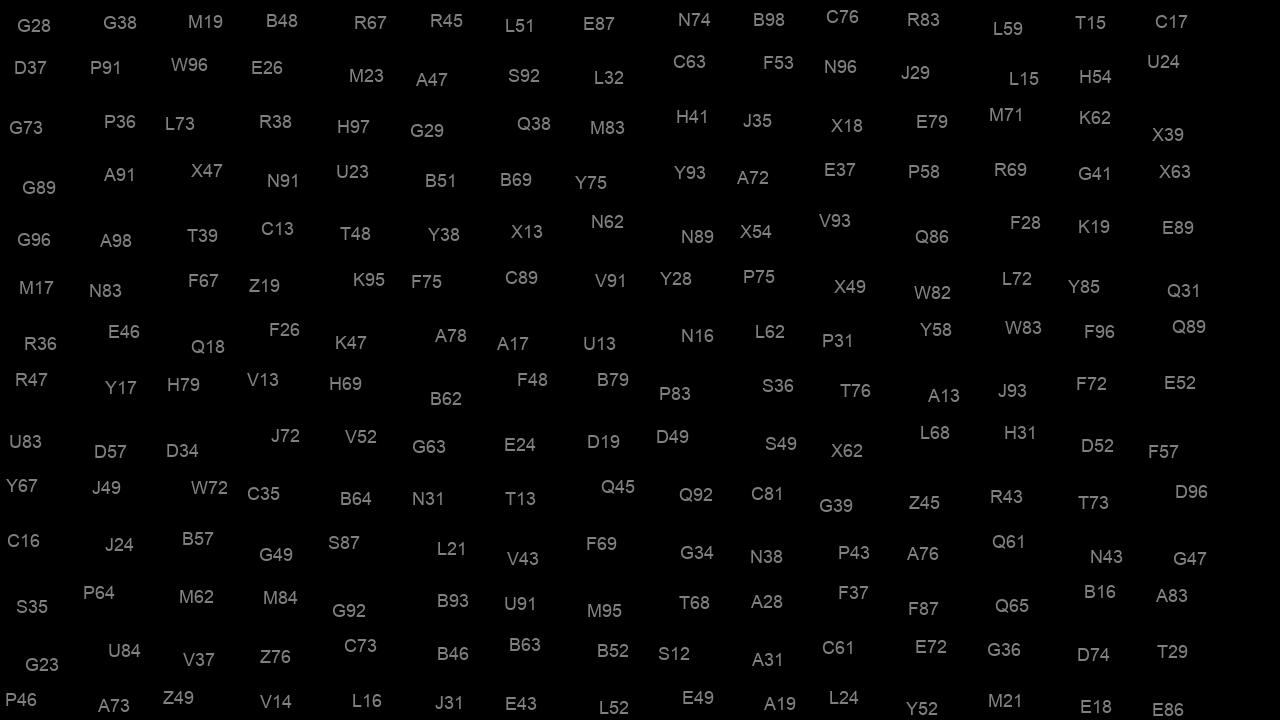 G28 G38 M19 B48 R67 R45 L51 E87 N74 B98 C76 R83 L59 T15 C17
D37 P91 W96 E26 M23 A47 S92 L32 C63 F53 N96 J29 L15 H54 U24
G73 P36 L73 R38 H97 G29 Q38 M83 H41 J35 X18 E79 M71 K62 X39
G89 A91 X47 N91 U23 B51 B69 Y75 Y93 A72 E37 P58 R69 G41 X63
G96 A98 T39 C13 T48 Y38 X13 N62 N89 X54 V93 Q86 F28 K19 E89
M17 N83 F67 Z19 K95 F75 C89 V91 Y28 P75 X49 W82 L72 Y85 Q31
R36 E46 Q18 F26 K47 A78 A17 U13 N16 L62 P31 Y58 W83 F96 Q89
R47 Y17 H79 V13 H69 B62 F48 B79 P83 S36 T76 A13 J93 F72 E52
U83 D57 D34 J72 V52 G63 E24 D19 D49 S49 X62 L68 H31 D52 F57
Y67 J49 W72 C35 B64 N31 T13 Q45 Q92 C81 G39 Z45 R43 T73 D96
C16 J24 B57 G49 S87 L21 V43 F69 G34 N38 P43 A76 Q61 N43 G47
S35 P64 M62 M84 G92 B93 U91 M95 T68 A28 F37 F87 Q65 B16 A83
G23 U84 V37 Z76 C73 B46 B63 B52 S12 A31 C61 E72 G36 D74 T29
P46 A73 Z49 V14 L16 J31 E43 L52 E49 A19 L24 Y52 M21 E18 E86